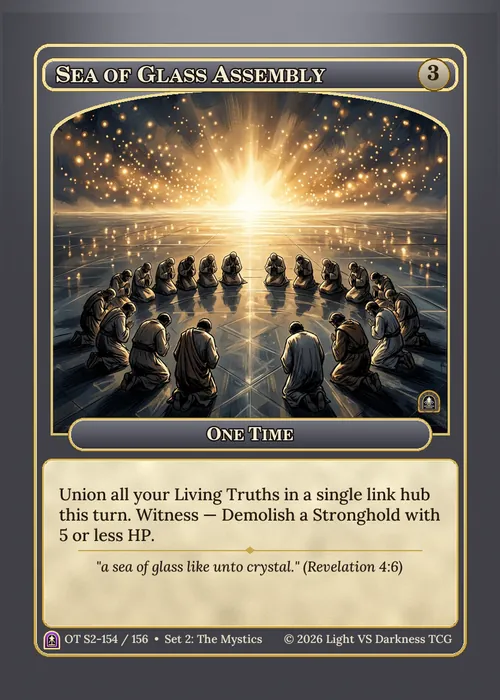 Sea of Glass Assembly
3
One Time
Union all your Living Truths in a single link hub
this turn. Witness — Demolish a Stronghold with
5 or less HP.
"a sea of glass like unto crystal." (Revelation 4:6)
OT S2-154 / 156 • Set 2: The Mystics © 2026 Light VS Darkness TCG